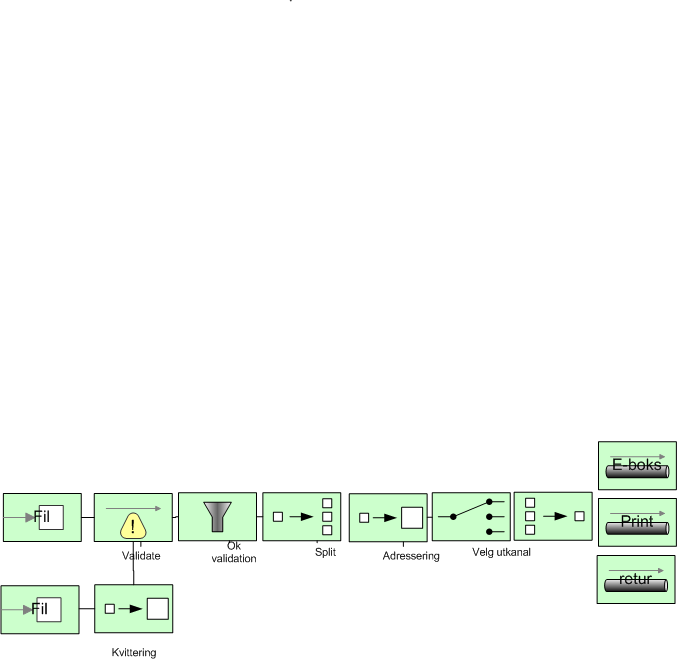 E-boks
Fil
!
Print
Validate
Ok
validation
Split
Adressering
Velg utkanal
retur
Fil
Kvittering